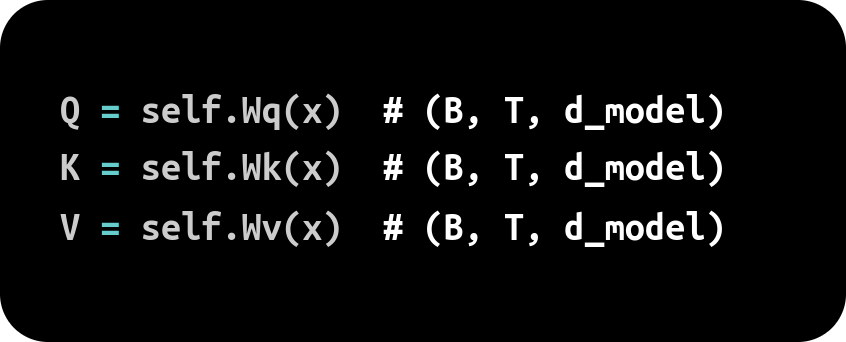 Q = self.Wq(x)  # (B, T, d_model)
K = self.Wk(x)  # (B, T, d_model)
V = self.Wv(x)  # (B, T, d_model)